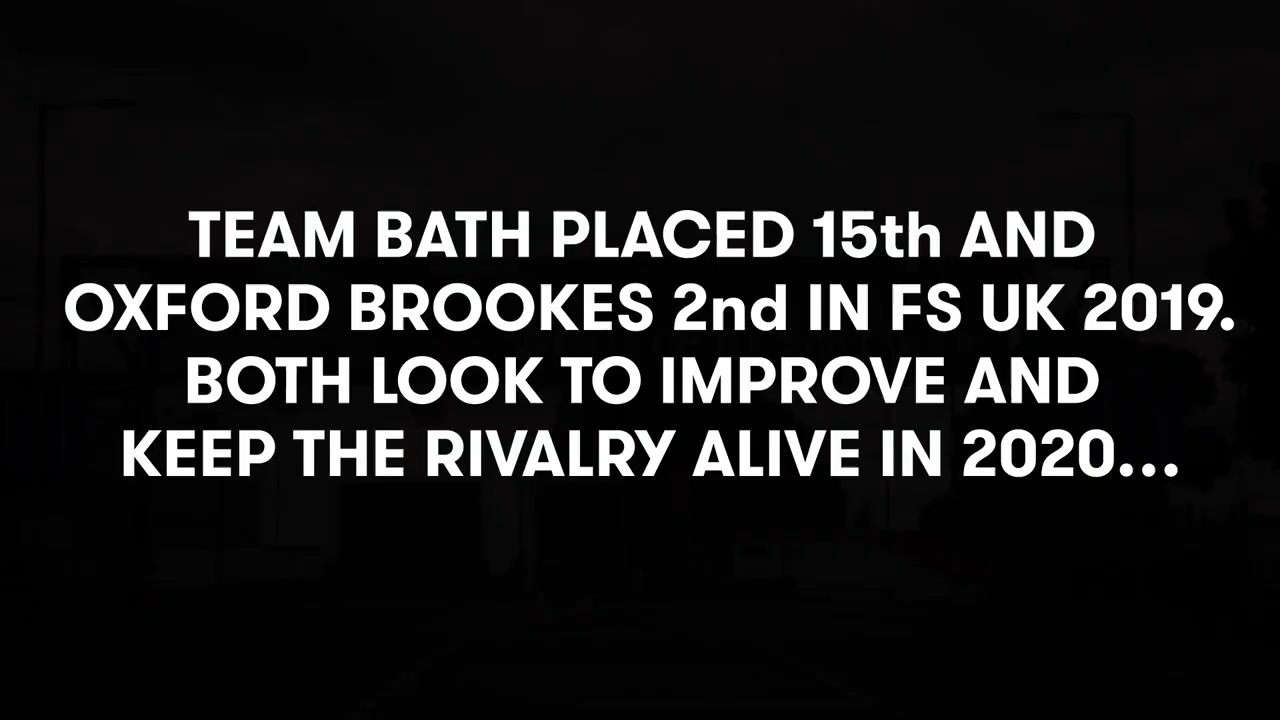 TEAM BATH PLACED 15th AND
OXFORD BROOKES 2nd IN FS UK 2019.
BOTH LOOK TO IMPROVE AND
KEEP THE RIVALRY ALIVE IN 2020...